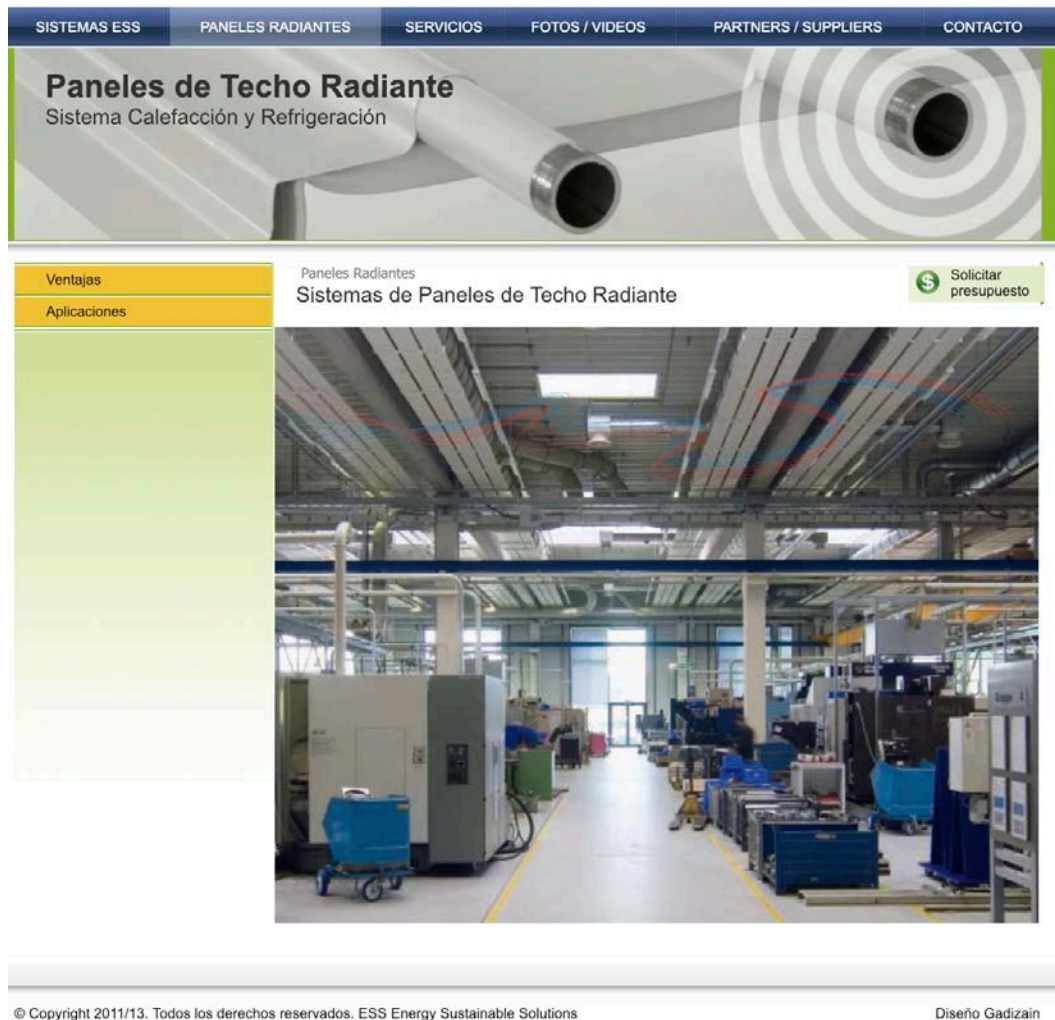 SISTEMAS ESS
PANELES RADIANTES
SERVICIOS
FOTOS / VIDEOS
PARTNERS / SUPPLIERS
CONTACTO
Paneles de Techo Radiante
Sistema Calefacción y Refrigeración
Ventajas
Aplicaciones
Paneles Radiantes
Sistemas de Paneles de Techo Radiante
Solicitar
presupuesto
© Copyright 2011/13. Todos los derechos reservados. ESS Energy Sustainable Solutions
Diseño Gadizain